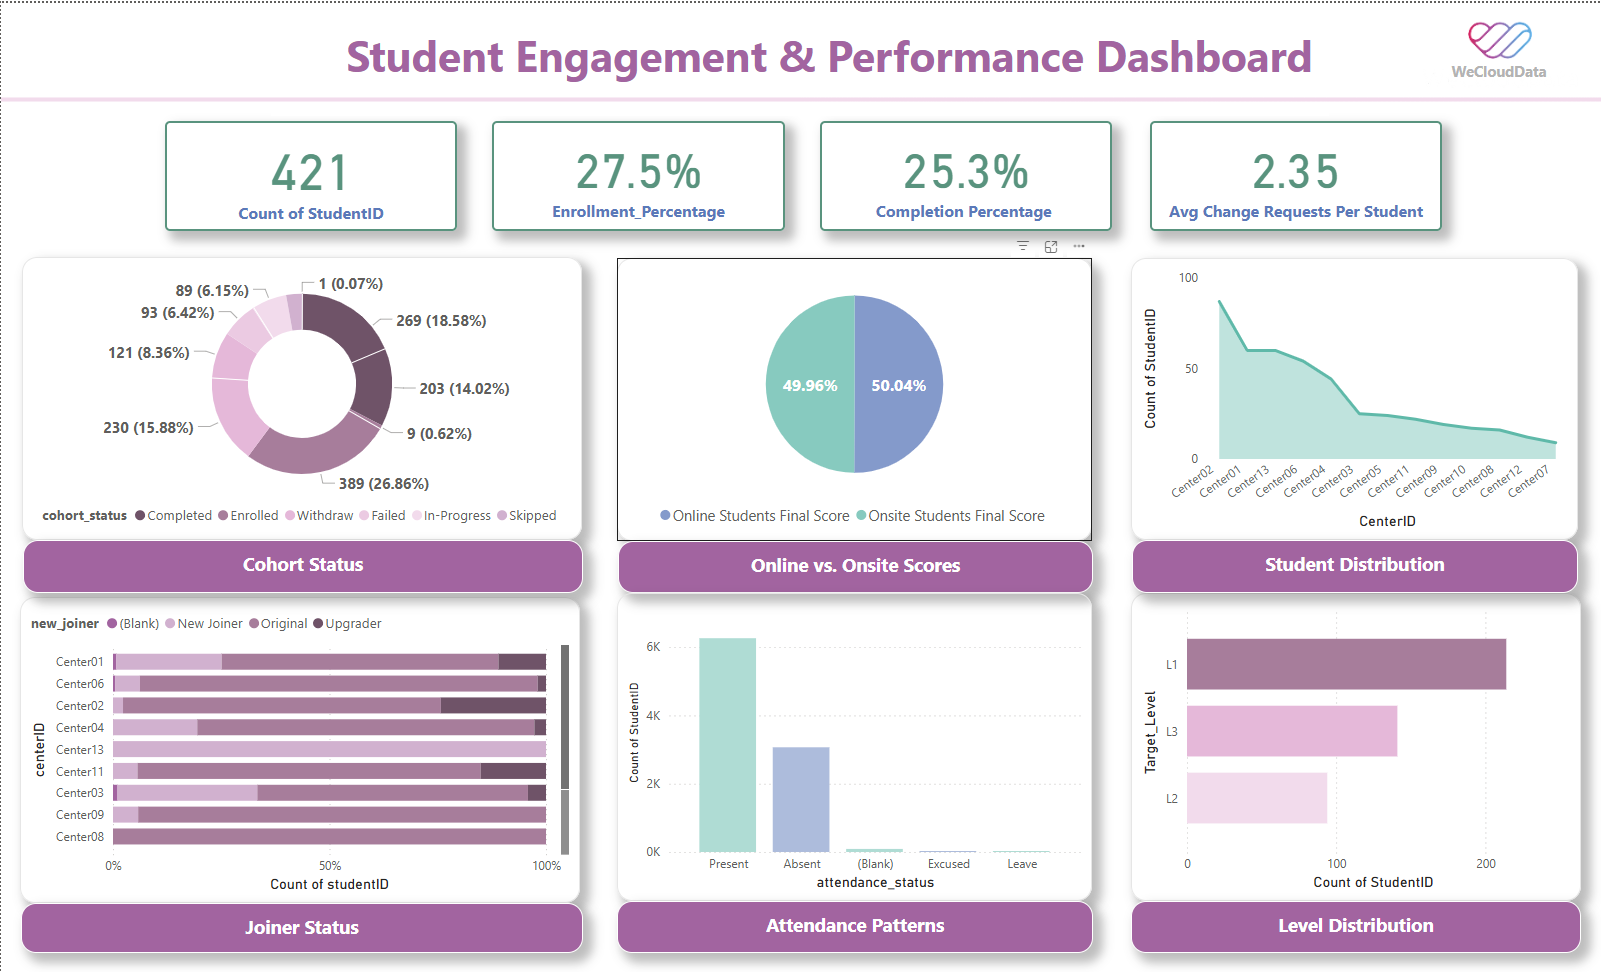 Student Engagement & Performance Dashboard
WeCloudData
421
Count of StudentID
27.5%
Enrollment_Percentage
25.3%
Completion Percentage
2.35
Avg Change Requests Per Student
1 (0.07%)
269 (18.58%)
203 (14.02%)
9 (0.62%)
389 (26.86%)
230 (15.88%)
121 (8.36%)
93 (6.42%)
89 (6.15%)
cohort_status Completed Enrolled Withdraw Failed In-Progress Skipped
Cohort Status
49.96%
50.04%
Online Students Final Score Onsite Students Final Score
Online vs. Onsite Scores
Count of StudentID
100
50
0
Center02
Center01
Center13
Center06
Center04
Center03
Center05
Center11
Center09
Center10
Center08
Center12
Center07
CenterID
Student Distribution
new_joiner (Blank) New Joiner Original Upgrader
centerID
Center01
Center06
Center02
Center04
Center13
Center11
Center03
Center09
Center08
0% 50% 100%
Count of studentID
Joiner Status
Count of StudentID
6K
4K
2K
0K
Present Absent (Blank) Excused Leave
attendance_status
Attendance Patterns
Target_Level
L1
L3
L2
0 100 200
Count of StudentID
Level Distribution